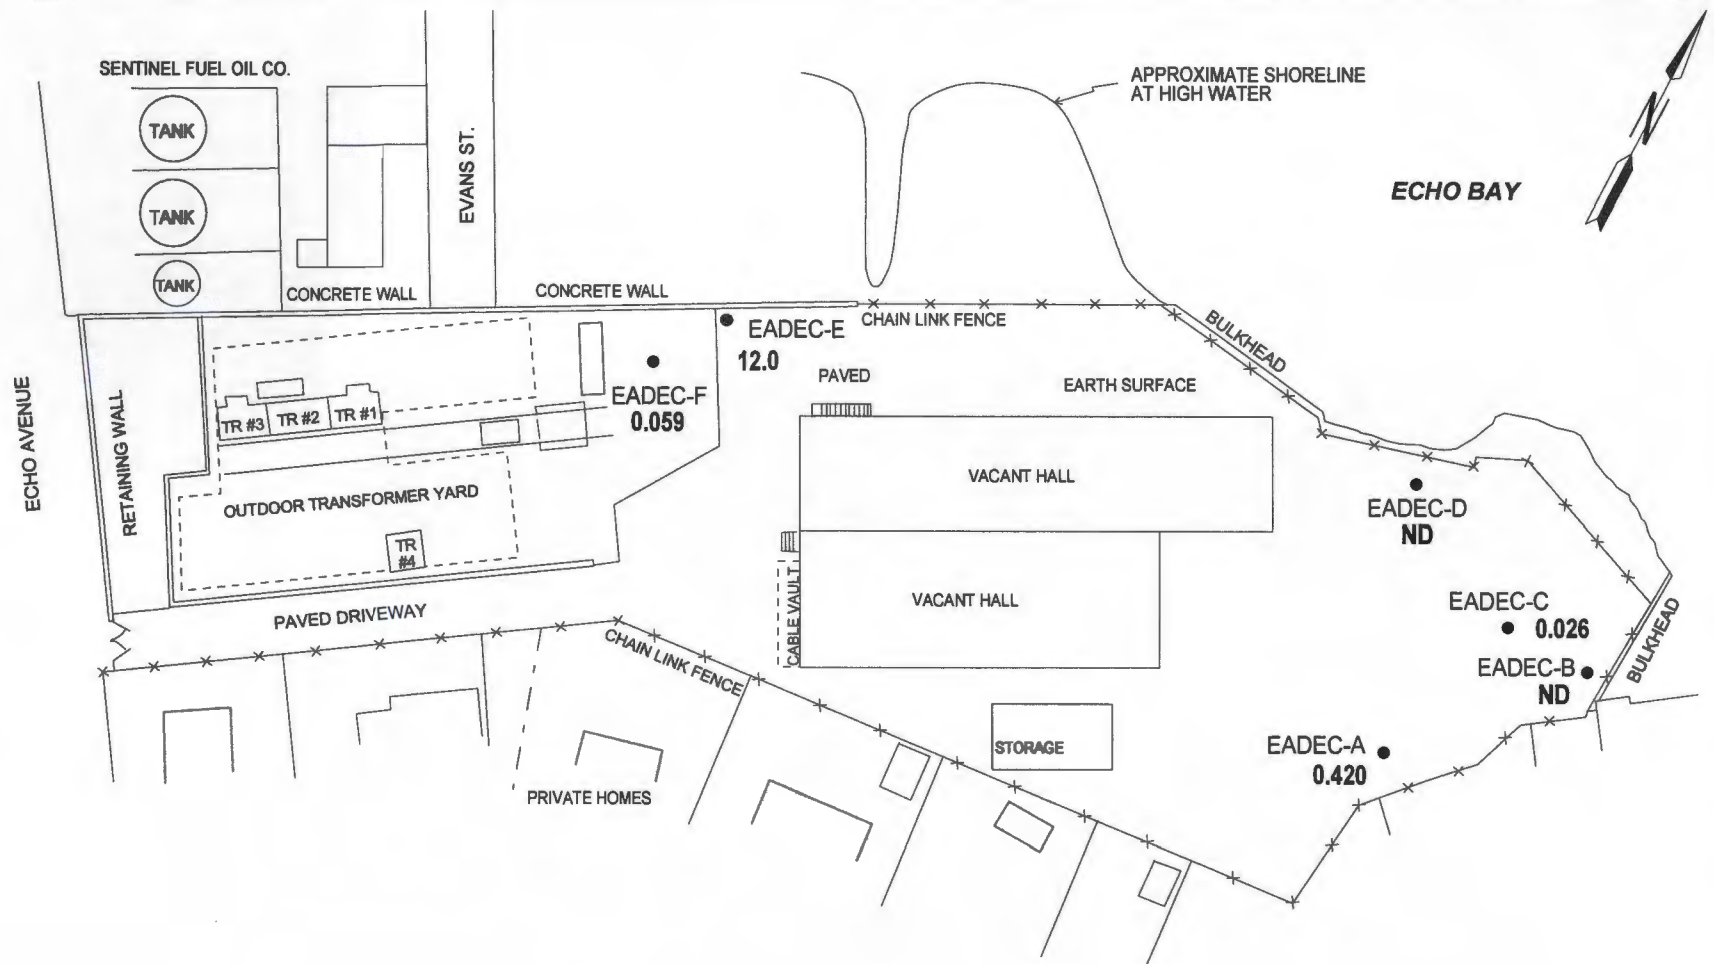 SENTINEL FUEL OIL CO.
TANK
TANK
TANK
EVANS ST.
APPROXIMATE SHORELINE
AT HIGH WATER
N
ECHO BAY
CONCRETE WALL
CONCRETE WALL
CHAIN LINK FENCE
BULKHEAD
EADEC-E
12.0
EADEC-F
0.059
PAVED
EARTH SURFACE
ECHO AVENUE
RETAINING WALL
TR #3
TR #2
TR #1
OUTDOOR TRANSFORMER YARD
TR
#4
VACANT HALL
VACANT HALL
CABLE VAULT
EADEC-D
ND
EADEC-C
0.026
EADEC-B
ND
BULKHEAD
PAVED DRIVEWAY
CHAIN LINK FENCE
STORAGE
EADEC-A
0.420
PRIVATE HOMES